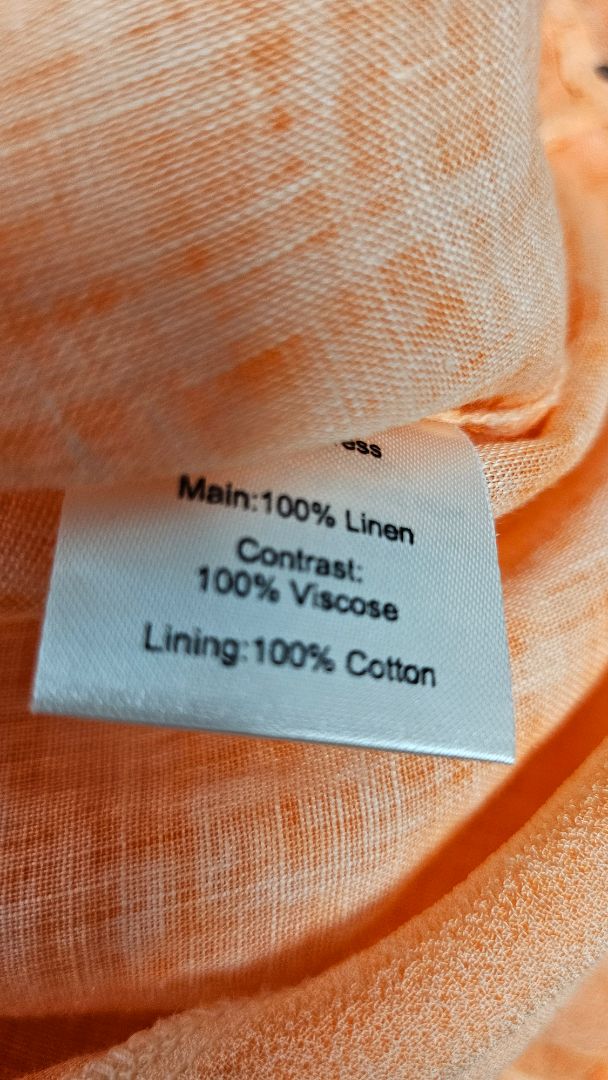 Main:100% Linen
Contrast:
100% Viscose
Lining:100% Cotton